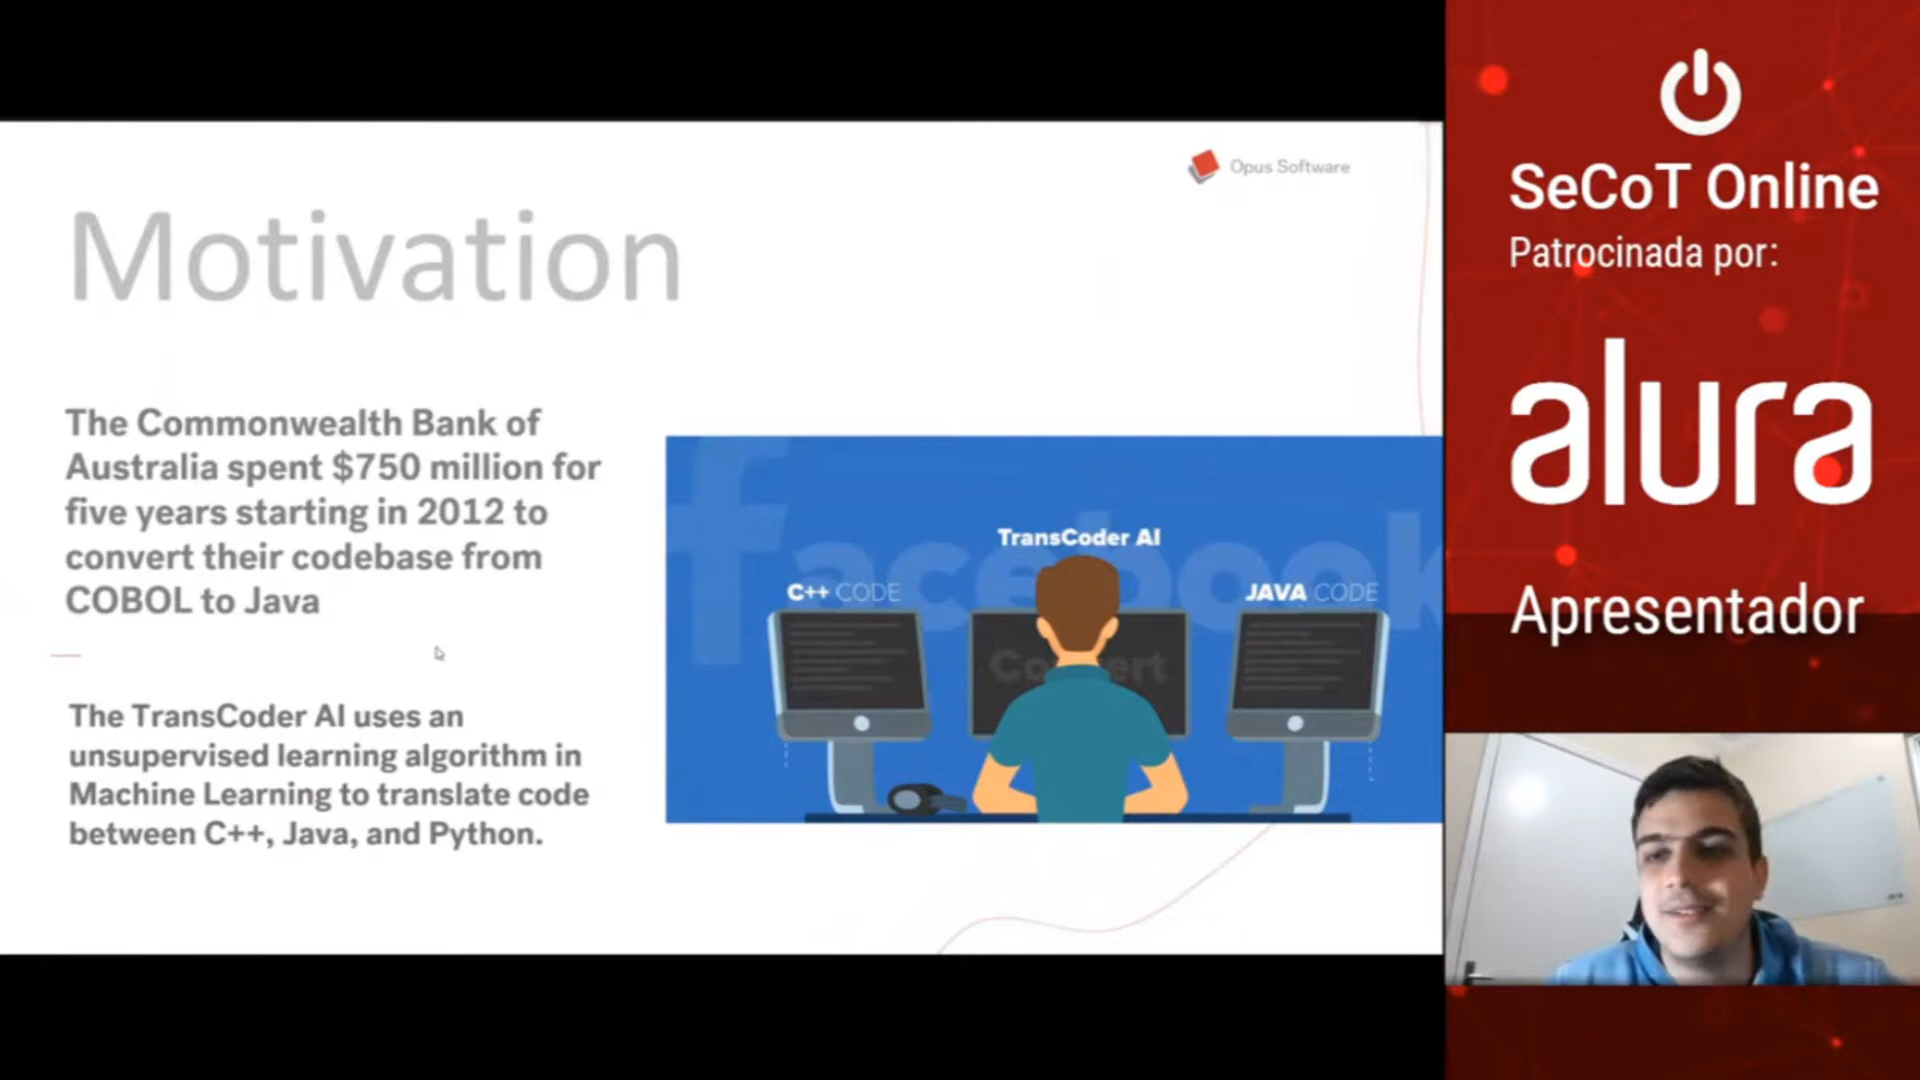 Opus Software
Motivation
The Commonwealth Bank of
Australia spent $750 million for
five years starting in 2012 to
convert their codebase from
COBOL to Java
The TransCoder AI uses an
unsupervised learning algorithm in
Machine Learning to translate code
between C++, Java, and Python.
facebook
TransCoder AI
C++ CODE
JAVA CODE
Convert
SeCoT Online
Patrocinada por:
alura
Apresentador